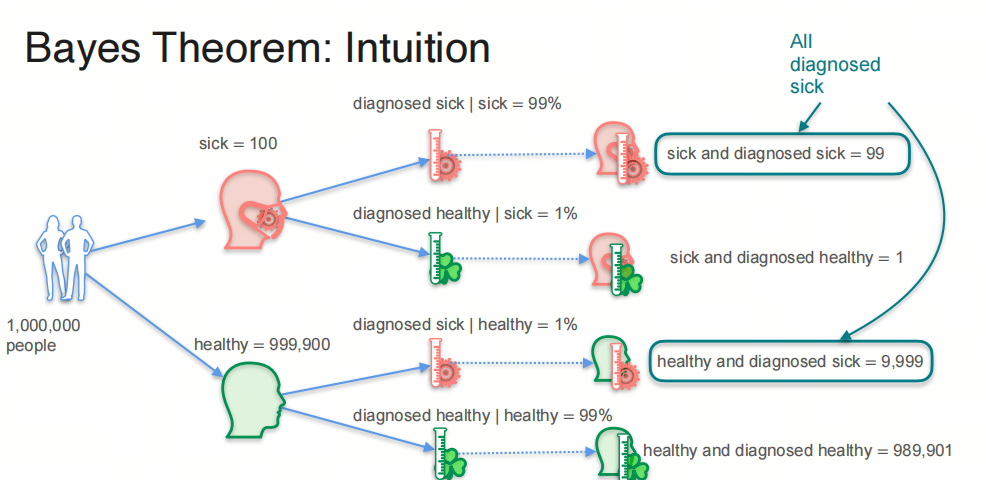 Bayes Theorem: Intuition
All
diagnosed
sick
diagnosed sick | sick = 99%
sick = 100
sick and diagnosed sick = 99
diagnosed healthy | sick = 1%
sick and diagnosed healthy = 1
1,000,000
people
diagnosed sick | healthy = 1%
healthy = 999,900
healthy and diagnosed sick = 9,999
diagnosed healthy | healthy = 99%
healthy and diagnosed healthy = 989,901